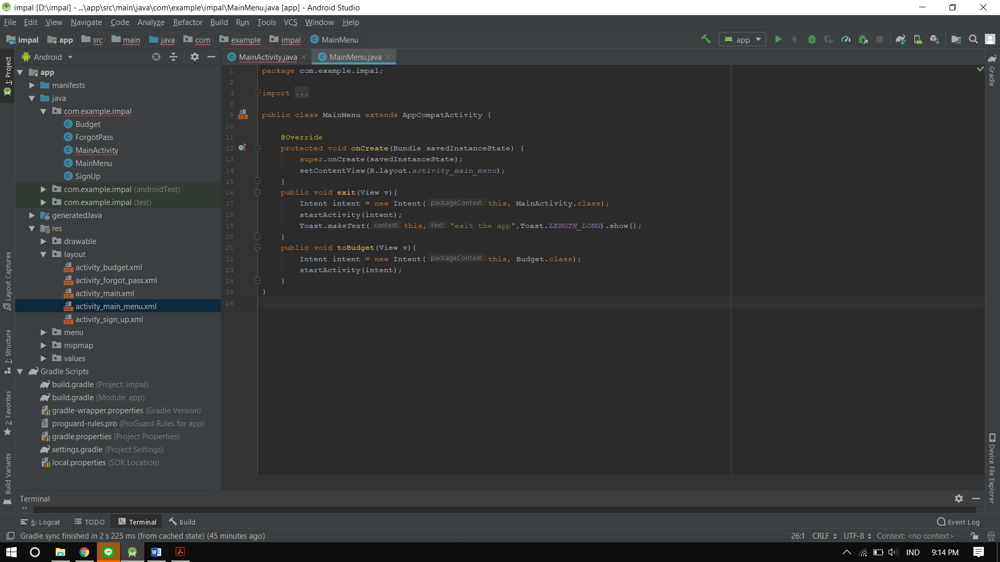 impal [D:\impal] - ...\app\src\main\java\com\example\impal\MainMenu.java [app] - Android Studio
File Edit View Navigate Code Analyze Refactor Build Run Tools VCS Window Help
impal app src main java com example impal MainMenu app
Android MainActivity.java MainMenu.java
1: Project
7: Structure
Layout Captures
2: Favorites
Build Variants
app
manifests
java
com.example.impal
Budget
ForgotPass
MainActivity
MainMenu
SignUp
com.example.impal (androidTest)
com.example.impal (test)
generatedJava
res
drawable
layout
activity_budget.xml
activity_forgot_pass.xml
activity_main.xml
activity_main_menu.xml
activity_sign_up.xml
menu
mipmap
values
Gradle Scripts
build.gradle (Project: impal)
build.gradle (Module: app)
gradle-wrapper.properties (Gradle Version)
proguard-rules.pro (ProGuard Rules for app)
gradle.properties (Project Properties)
settings.gradle (Project Settings)
local.properties (SDK Location)
1 package com.example.impal;
2
3 import ...
8
9 public class MainMenu extends AppCompatActivity {
10
11 @Override
12 protected void onCreate(Bundle savedInstanceState) {
13 super.onCreate(savedInstanceState);
14 setContentView(R.layout.activity_main_menu);
15 }
16 public void exit(View v){
17 Intent intent = new Intent( packageContext: this, MainActivity.class);
18 startActivity(intent);
19 Toast.makeText( context: this, text: "exit the app",Toast.LENGTH_LONG).show();
20 }
21 public void toBudget(View v){
22 Intent intent = new Intent( packageContext: this, Budget.class);
23 startActivity(intent);
24 }
25 }
26
Gradle
Device File Explorer
Terminal
6: Logcat TODO Terminal Build Event Log
Gradle sync finished in 2 s 225 ms (from cached state) (45 minutes ago) 26:1 CRLF UTF-8 Context: <no context>
IND 9:14 PM